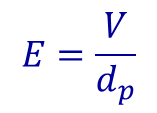 E = V / d_p